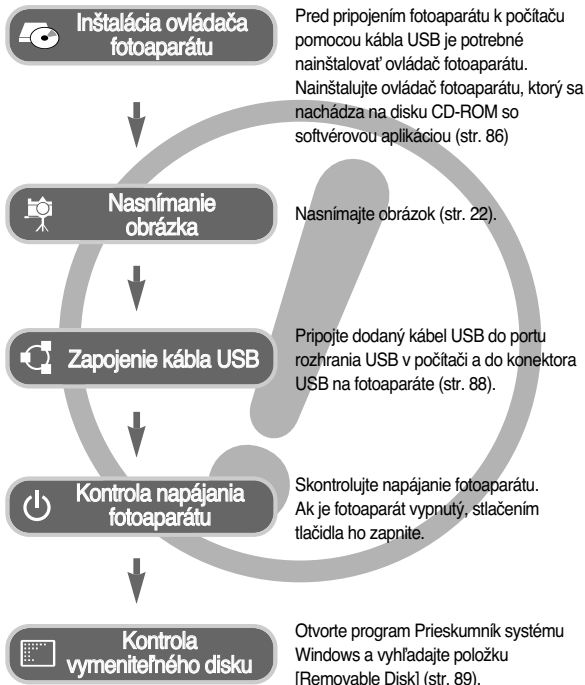 Inštalácia ovládača
fotoaparátu
Pred pripojením fotoaparátu k počítaču
pomocou kábla USB je potrebné
nainštalovať ovládač fotoaparátu.
Nainštalujte ovládač fotoaparátu, ktorý sa
nachádza na disku CD-ROM so
softvérovou aplikáciou (str. 86)
Nasnímanie
obrázka
Nasnímajte obrázok (str. 22).
Zapojenie kábla USB
Pripojte dodaný kábel USB do portu
rozhrania USB v počítači a do konektora
USB na fotoaparáte (str. 88).
Kontrola napájania
fotoaparátu
Skontrolujte napájanie fotoaparátu.
Ak je fotoaparát vypnutý, stlačením
tlačidla ho zapnite.
Kontrola
vymeniteľného disku
Otvorte program Prieskumník systému
Windows a vyhľadajte položku
[Removable Disk] (str. 89).